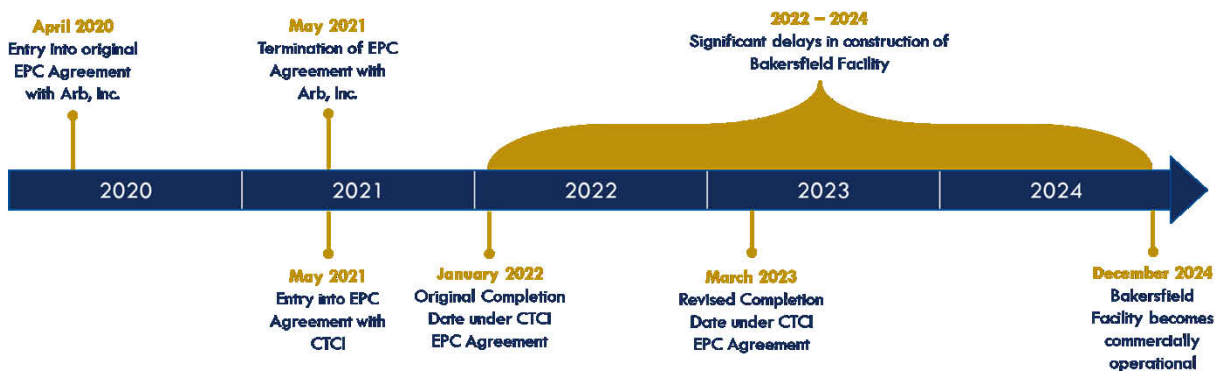 April 2020
Entry into original
EPC Agreement
with Arb, Inc.
May 2021
Termination of EPC
Agreement with
Arb, Inc.
2022 – 2024
Significant delays in construction of
Bakersfield Facility
2020
2021
2022
2023
2024
May 2021
Entry into EPC
Agreement with
CTCI
January 2022
Original Completion
Date under CTCI
EPC Agreement
March 2023
Revised Completion
Date under CTCI
EPC Agreement
December 2024
Bakersfield
Facility becomes
commercially
operational